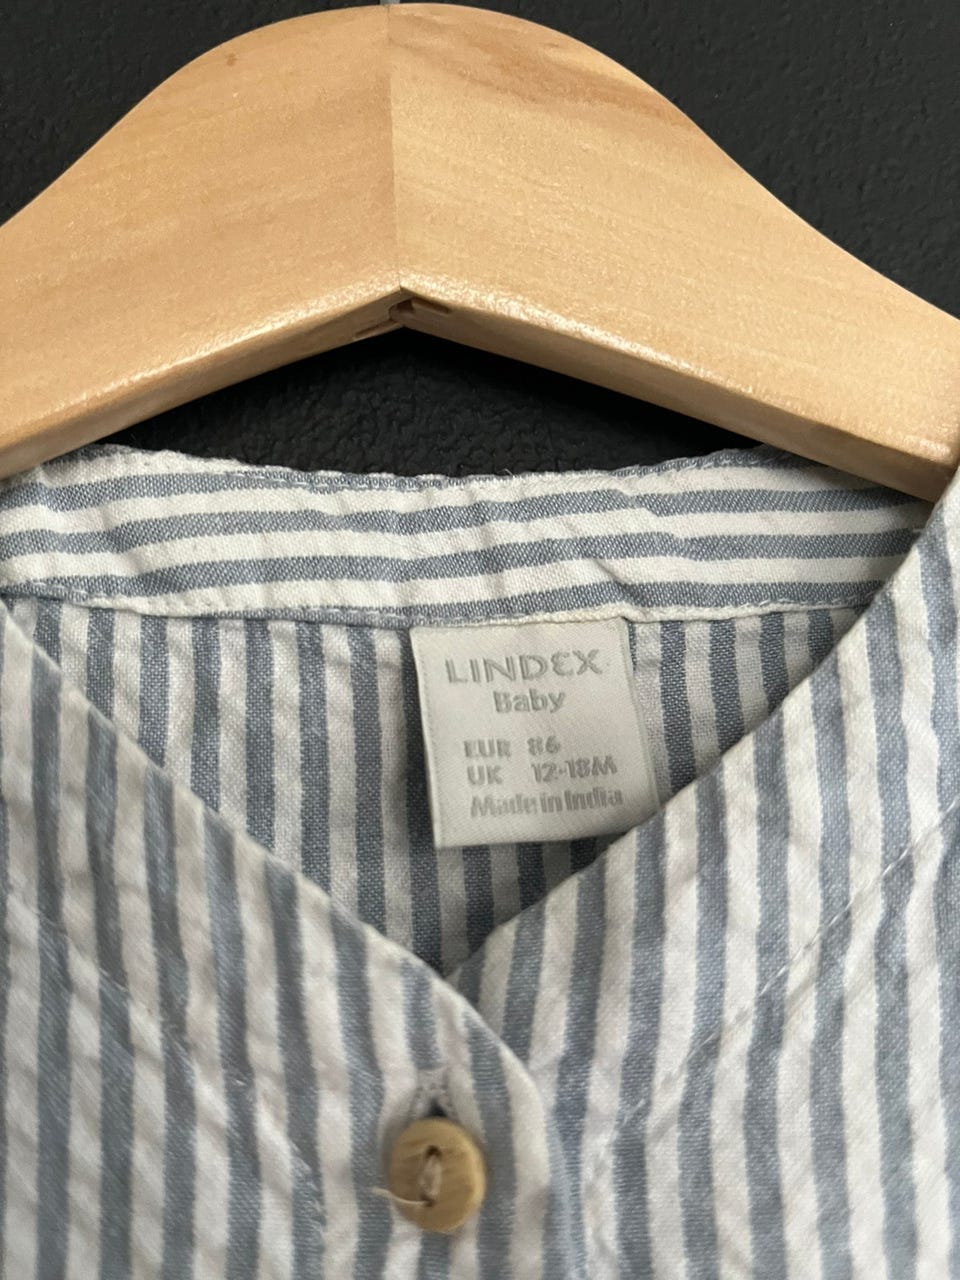 LINDEX
Baby
EUR 86
UK 12-18M
Made in India